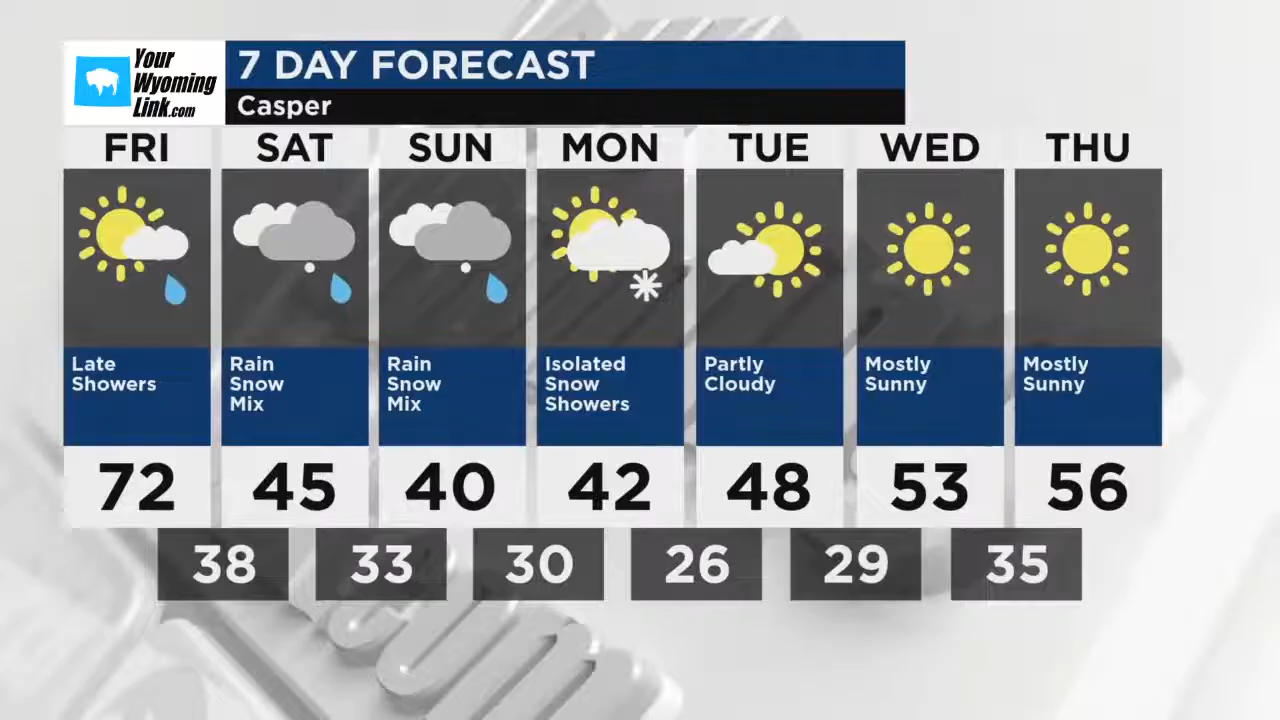 Your
Wyoming
Link.com
7 DAY FORECAST
Casper
FRI SAT SUN MON TUE WED THU
Late
Showers
Rain
Snow
Mix
Rain
Snow
Mix
Isolated
Snow
Showers
Partly
Cloudy
Mostly
Sunny
Mostly
Sunny
72 45 40 42 48 53 56
38 33 30 26 29 35